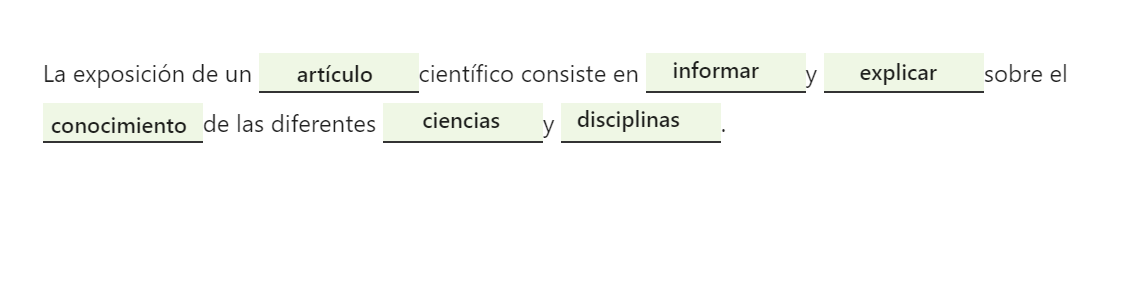 La exposición de un artículo científico consiste en informar y explicar sobre el
conocimiento de las diferentes ciencias y disciplinas.